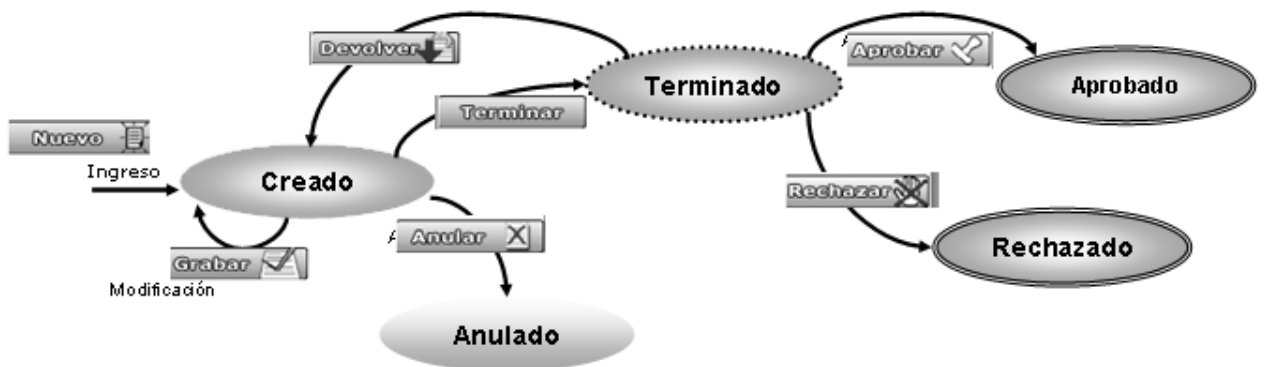 Devolver
Aprobar
Terminado
Aprobado
Terminar
Nuevo
Ingreso
Creado
Rechazar
Anular
Rechazado
Grabar
Modificación
Anulado